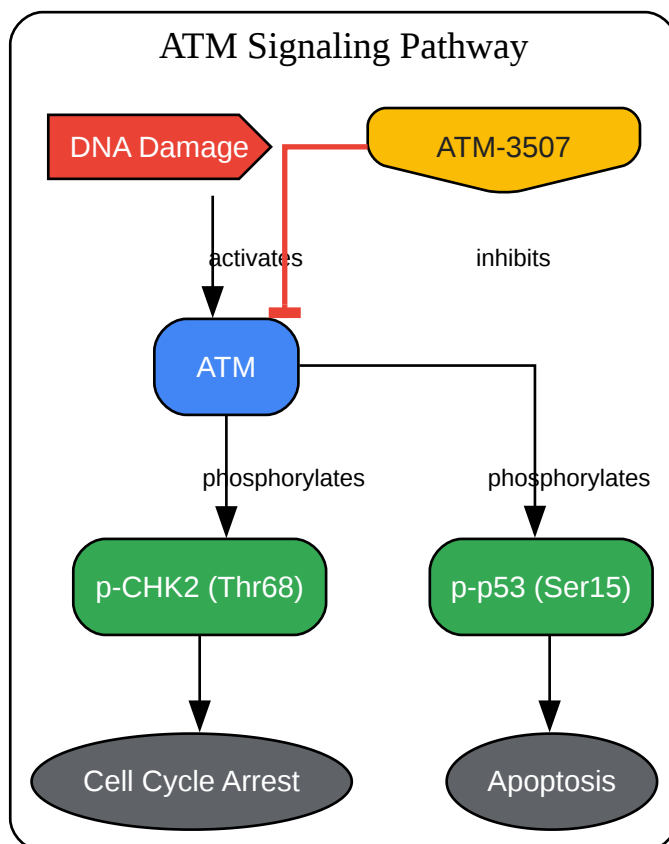 ATM Signaling Pathway
DNA Damage
ATM-3507
activates
inhibits
ATM
phosphorylates
phosphorylates
p-CHK2 (Thr68)
p-p53 (Ser15)
Cell Cycle Arrest
Apoptosis